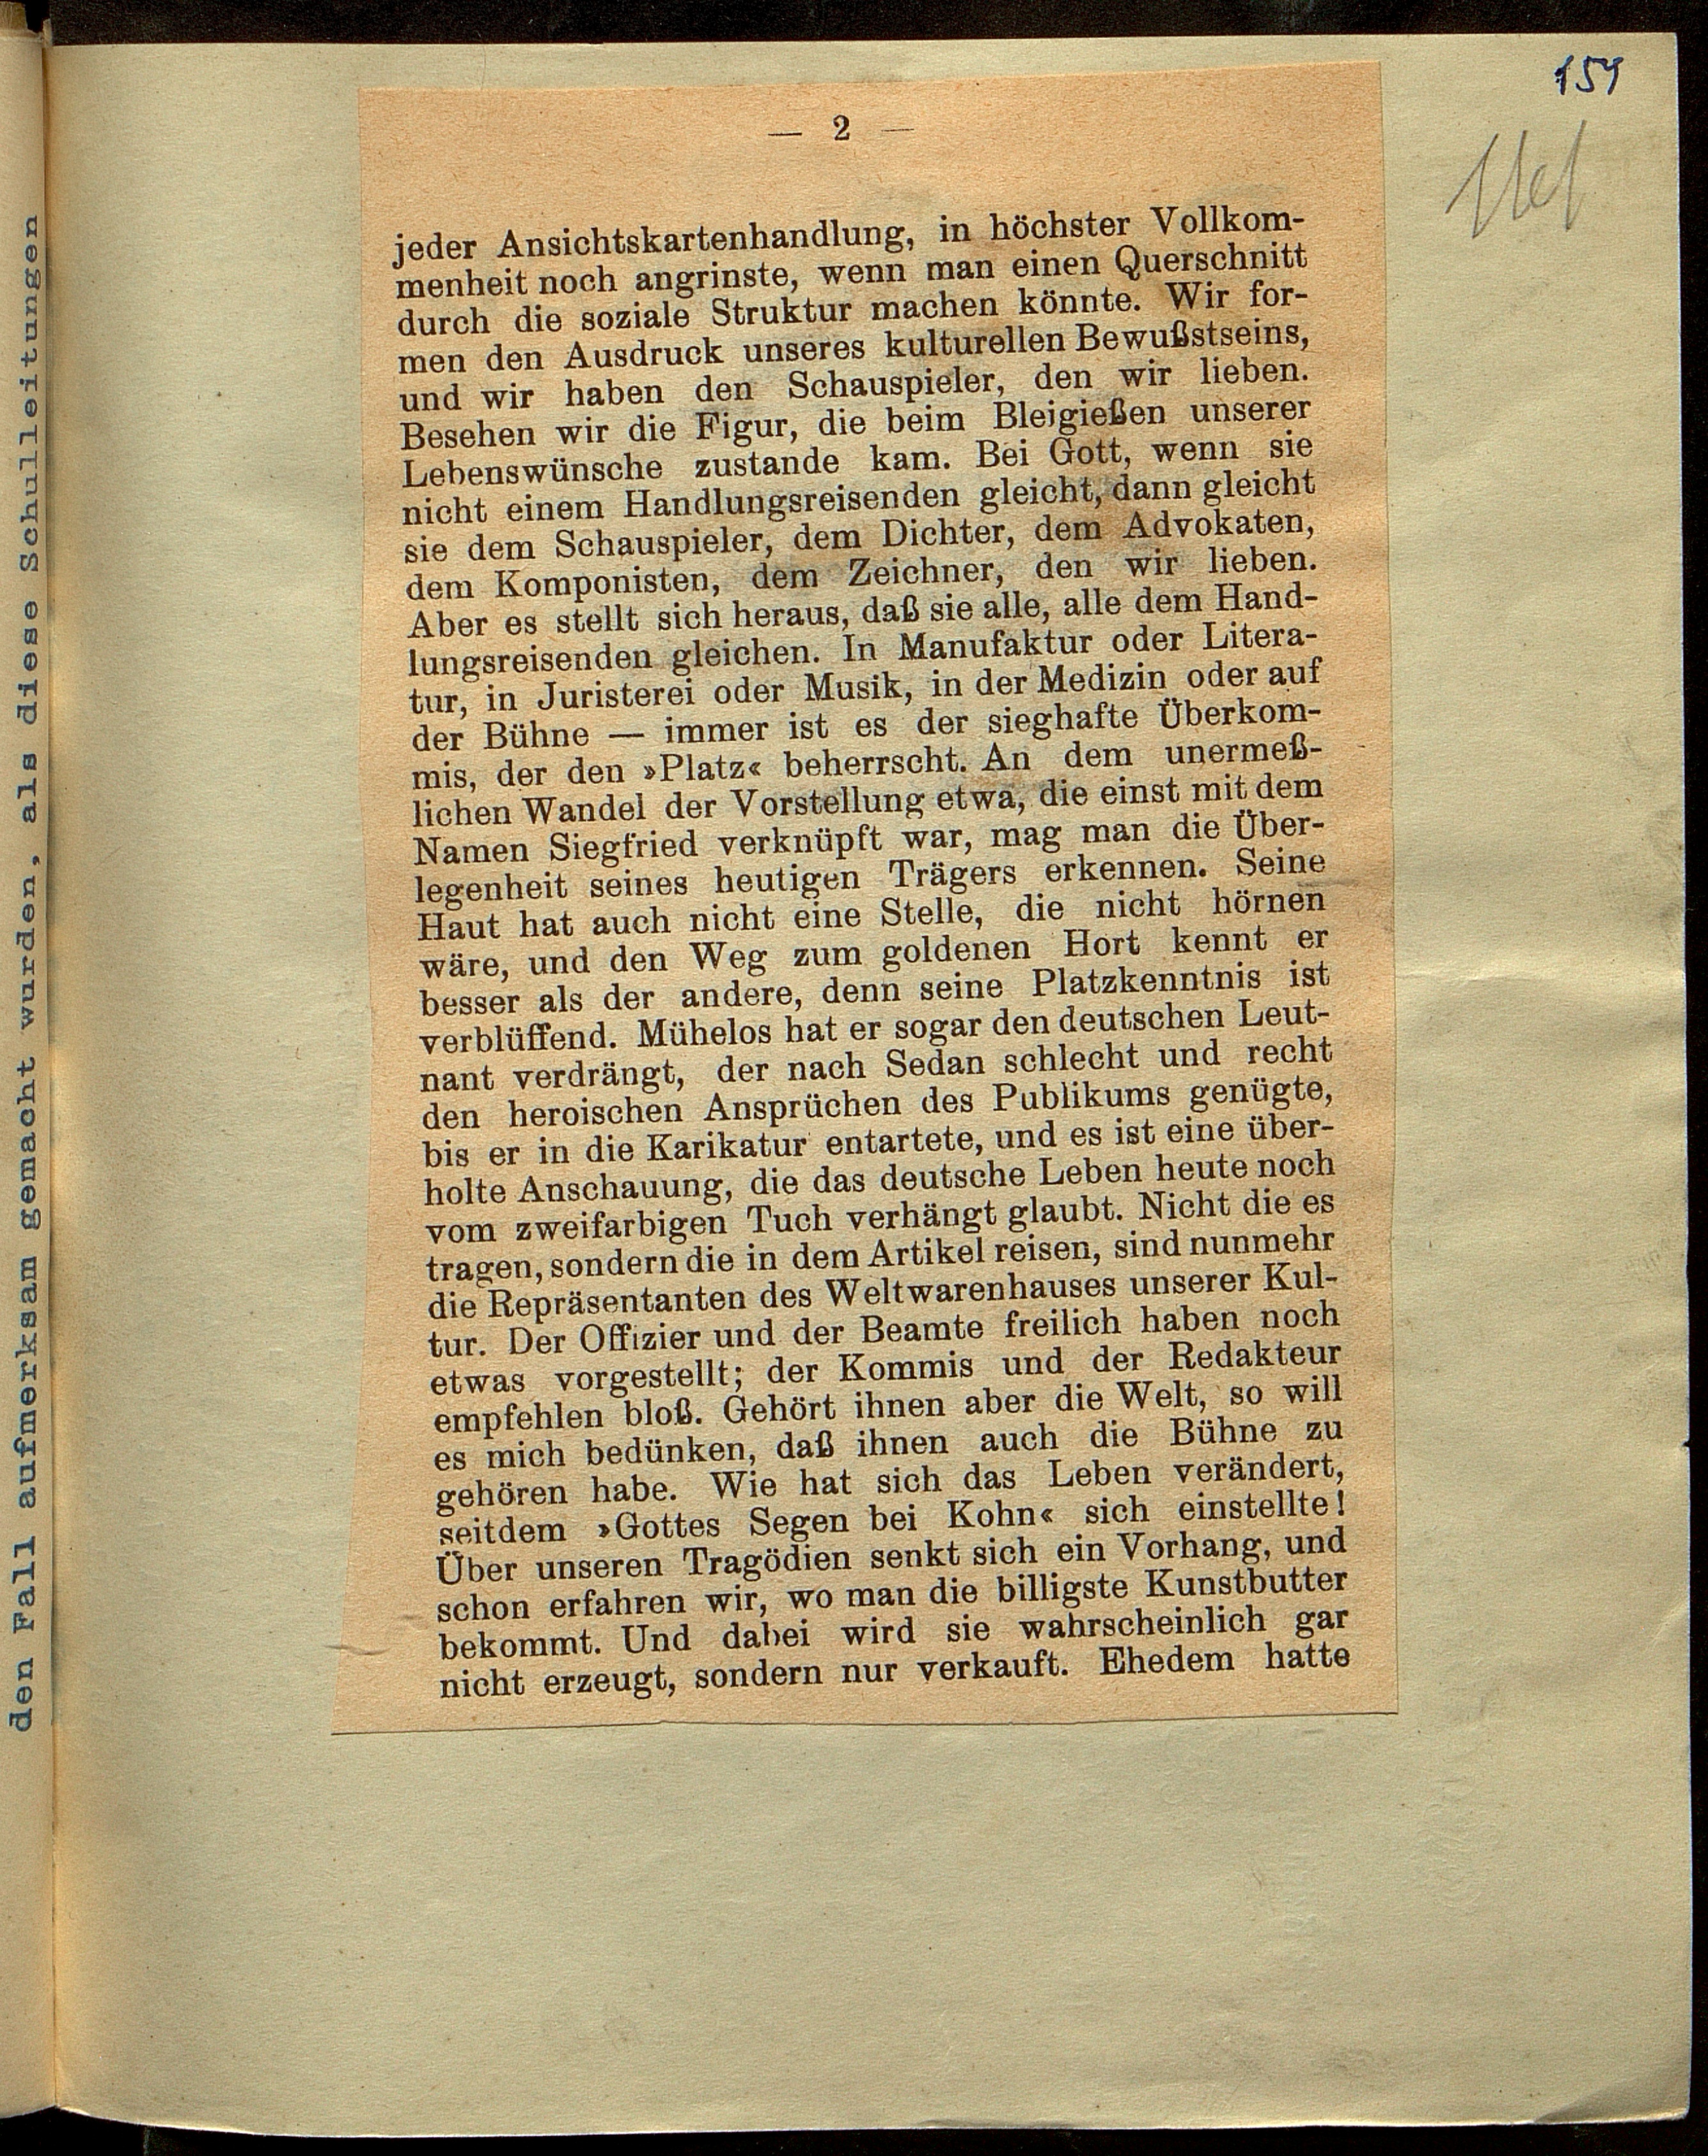 154
— 2 —
jeder Ansichtskartenhandlung, in höchster Vollkom-
menheit noch angrinste, wenn man einen Querschnitt
durch die soziale Struktur machen könnte. Wir for-
men den Ausdruck unseres kulturellen Bewußstseins,
und wir haben den Schauspieler, den wir lieben.
Besehen wir die Figur, die beim Bleigießen unserer
Lebenswünsche zustande kam. Bei Gott, wenn sie
nicht einem Handlungsreisenden gleicht, dann gleicht
sie dem Schauspieler, dem Dichter, dem Advokaten,
dem Komponisten, dem Zeichner, den wir lieben.
Aber es stellt sich heraus, daß sie alle, alle dem Hand-
lungsreisenden gleichen. In Manufaktur oder Litera-
tur, in Juristerei oder Musik, in der Medizin oder auf
der Bühne — immer ist es der sieghafte Überkom-
mis, der den »Platz« beherrscht. An dem unermeß-
lichen Wandel der Vorstellung etwa, die einst mit dem
Namen Siegfried verknüpft war, mag man die Über-
legenheit seines heutigen Trägers erkennen. Seine
Haut hat auch nicht eine Stelle, die nicht hörnen
wäre, und den Weg zum goldenen Hort kennt er
besser als der andere, denn seine Platzkenntnis ist
verblüffend. Mühelos hat er sogar den deutschen Leut-
nant verdrängt, der nach Sedan schlecht und recht
den heroischen Ansprüchen des Publikums genügte,
bis er in die Karikatur entartete, und es ist eine über-
holte Anschauung, die das deutsche Leben heute noch
vom zweifarbigen Tuch verhängt glaubt. Nicht die es
tragen, sondern die in dem Artikel reisen, sind nunmehr
die Repräsentanten des Weltwarenhauses unserer Kul-
tur. Der Offizier und der Beamte freilich haben noch
etwas vorgestellt; der Kommis und der Redakteur
empfehlen bloß. Gehört ihnen aber die Welt, so will
es mich bedünken, daß ihnen auch die Bühne zu
gehören habe. Wie hat sich das Leben verändert,
seitdem »Gottes Segen bei Kohn« sich einstellte!
Über unseren Tragödien senkt sich ein Vorhang, und
schon erfahren wir, wo man die billigste Kunstbutter
bekommt. Und dabei wird sie wahrscheinlich gar
nicht erzeugt, sondern nur verkauft. Ehedem hatte
den Fall aufmerksam gemacht wurden, als diese Schulleitungen